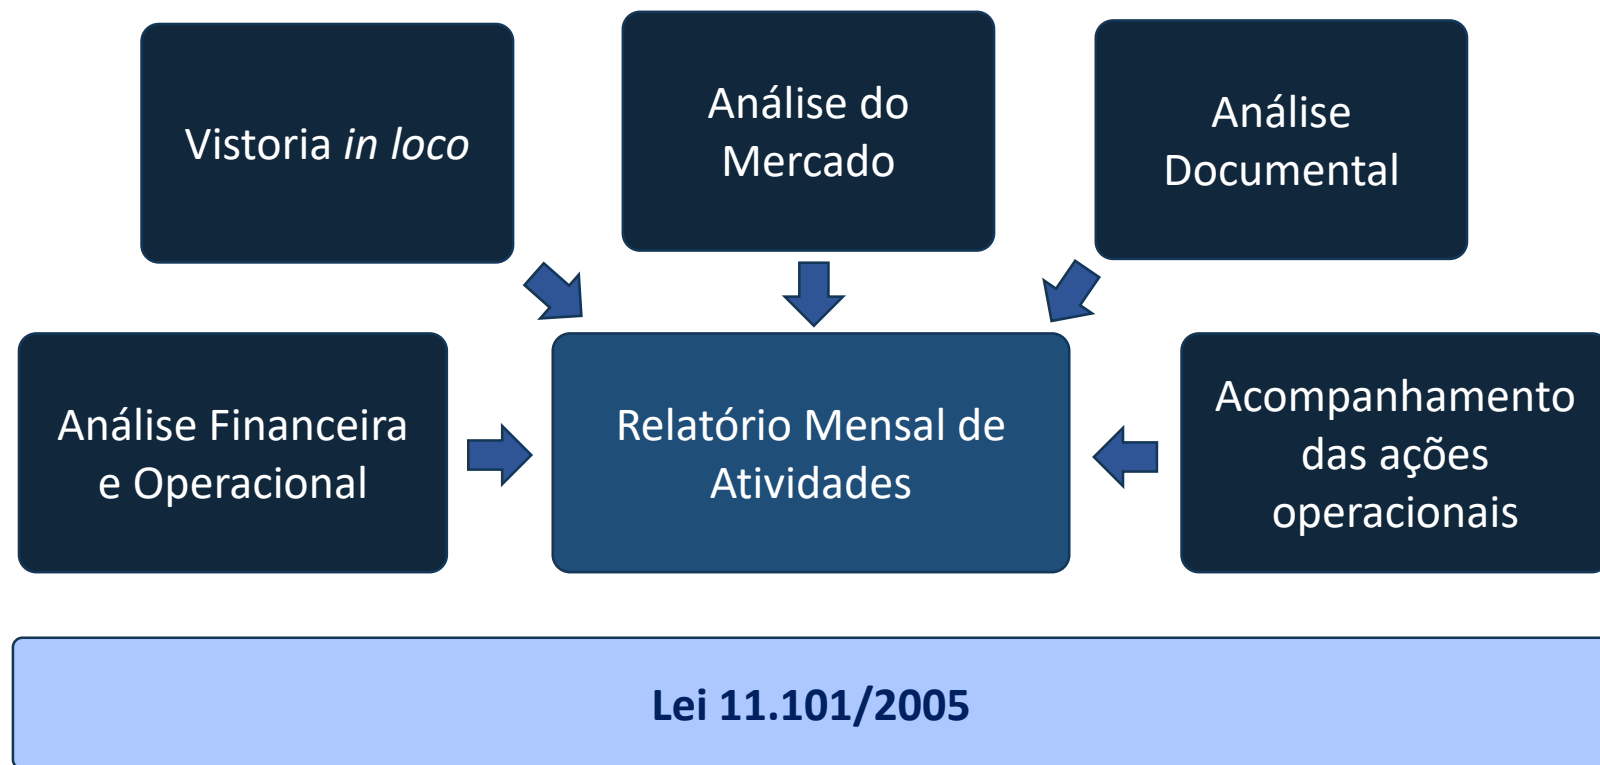 Vistoria in loco
Análise do
Mercado
Análise
Documental
Análise Financeira
e Operacional
Relatório Mensal de
Atividades
Acompanhamento
das ações
operacionais
Lei 11.101/2005